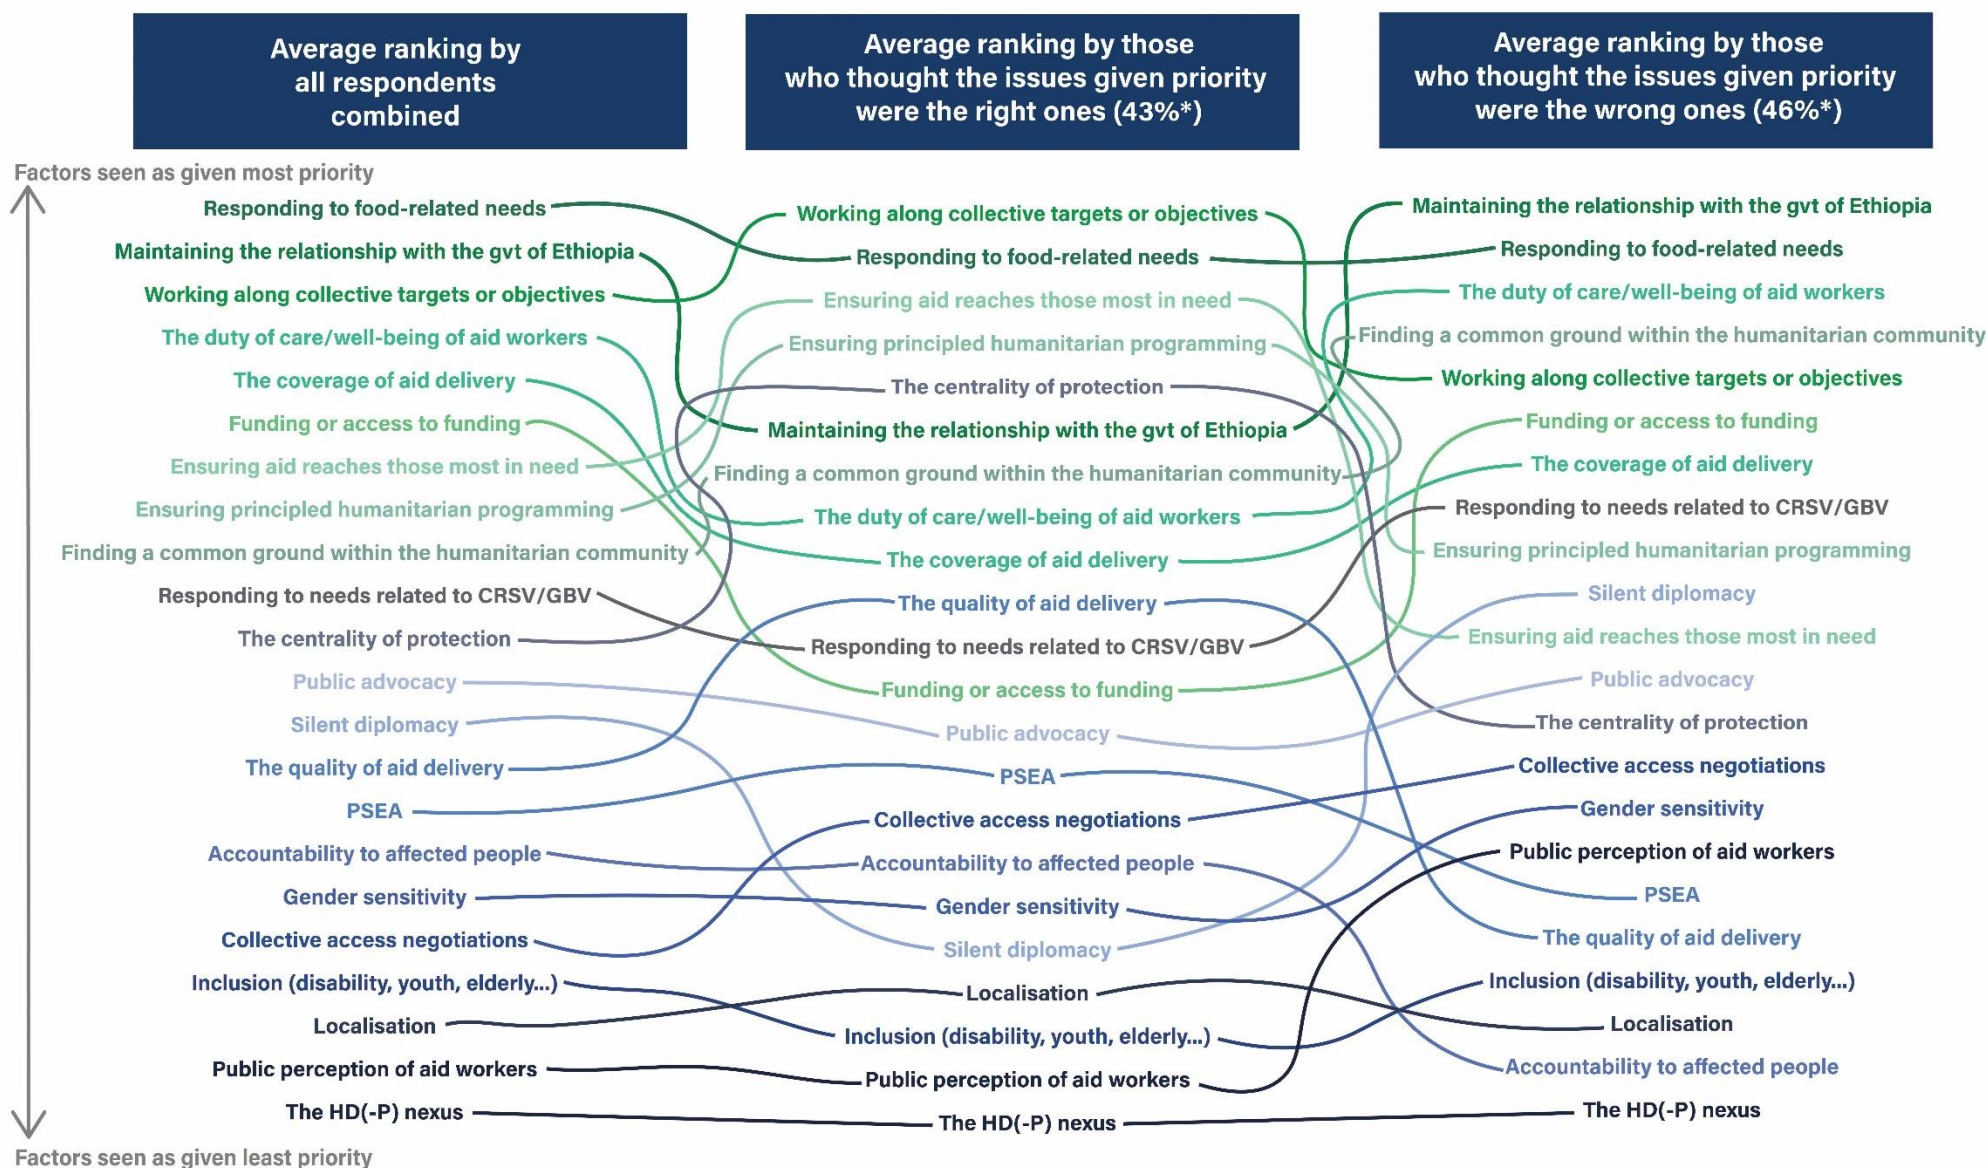 Average ranking by
all respondents
combined
Average ranking by those
who thought the issues given priority
were the right ones (43%*)
Average ranking by those
who thought the issues given priority
were the wrong ones (46%*)
Factors seen as given most priority
Responding to food-related needs
Maintaining the relationship with the gvt of Ethiopia
Working along collective targets or objectives
The duty of care/well-being of aid workers
The coverage of aid delivery
Funding or access to funding
Ensuring aid reaches those most in need
Ensuring principled humanitarian programming
Finding a common ground within the humanitarian community
Responding to needs related to CRSV/GBV
The centrality of protection
Public advocacy
Silent diplomacy
The quality of aid delivery
PSEA
Accountability to affected people
Gender sensitivity
Collective access negotiations
Inclusion (disability, youth, elderly...)
Localisation
Public perception of aid workers
The HD(-P) nexus
Working along collective targets or objectives
Responding to food-related needs
Ensuring aid reaches those most in need
Ensuring principled humanitarian programming
The centrality of protection
Maintaining the relationship with the gvt of Ethiopia
Finding a common ground within the humanitarian community
The duty of care/well-being of aid workers
The coverage of aid delivery
The quality of aid delivery
Responding to needs related to CRSV/GBV
Funding or access to funding
Public advocacy
PSEA
Collective access negotiations
Accountability to affected people
Gender sensitivity
Silent diplomacy
Localisation
Inclusion (disability, youth, elderly...)
Public perception of aid workers
The HD(-P) nexus
Maintaining the relationship with the gvt of Ethiopia
Responding to food-related needs
The duty of care/well-being of aid workers
Finding a common ground within the humanitarian community
Working along collective targets or objectives
Funding or access to funding
The coverage of aid delivery
Responding to needs related to CRSV/GBV
Ensuring principled humanitarian programming
Silent diplomacy
Ensuring aid reaches those most in need
Public advocacy
The centrality of protection
Collective access negotiations
Gender sensitivity
Public perception of aid workers
PSEA
The quality of aid delivery
Inclusion (disability, youth, elderly...)
Localisation
Accountability to affected people
The HD(-P) nexus
Factors seen as given least priority